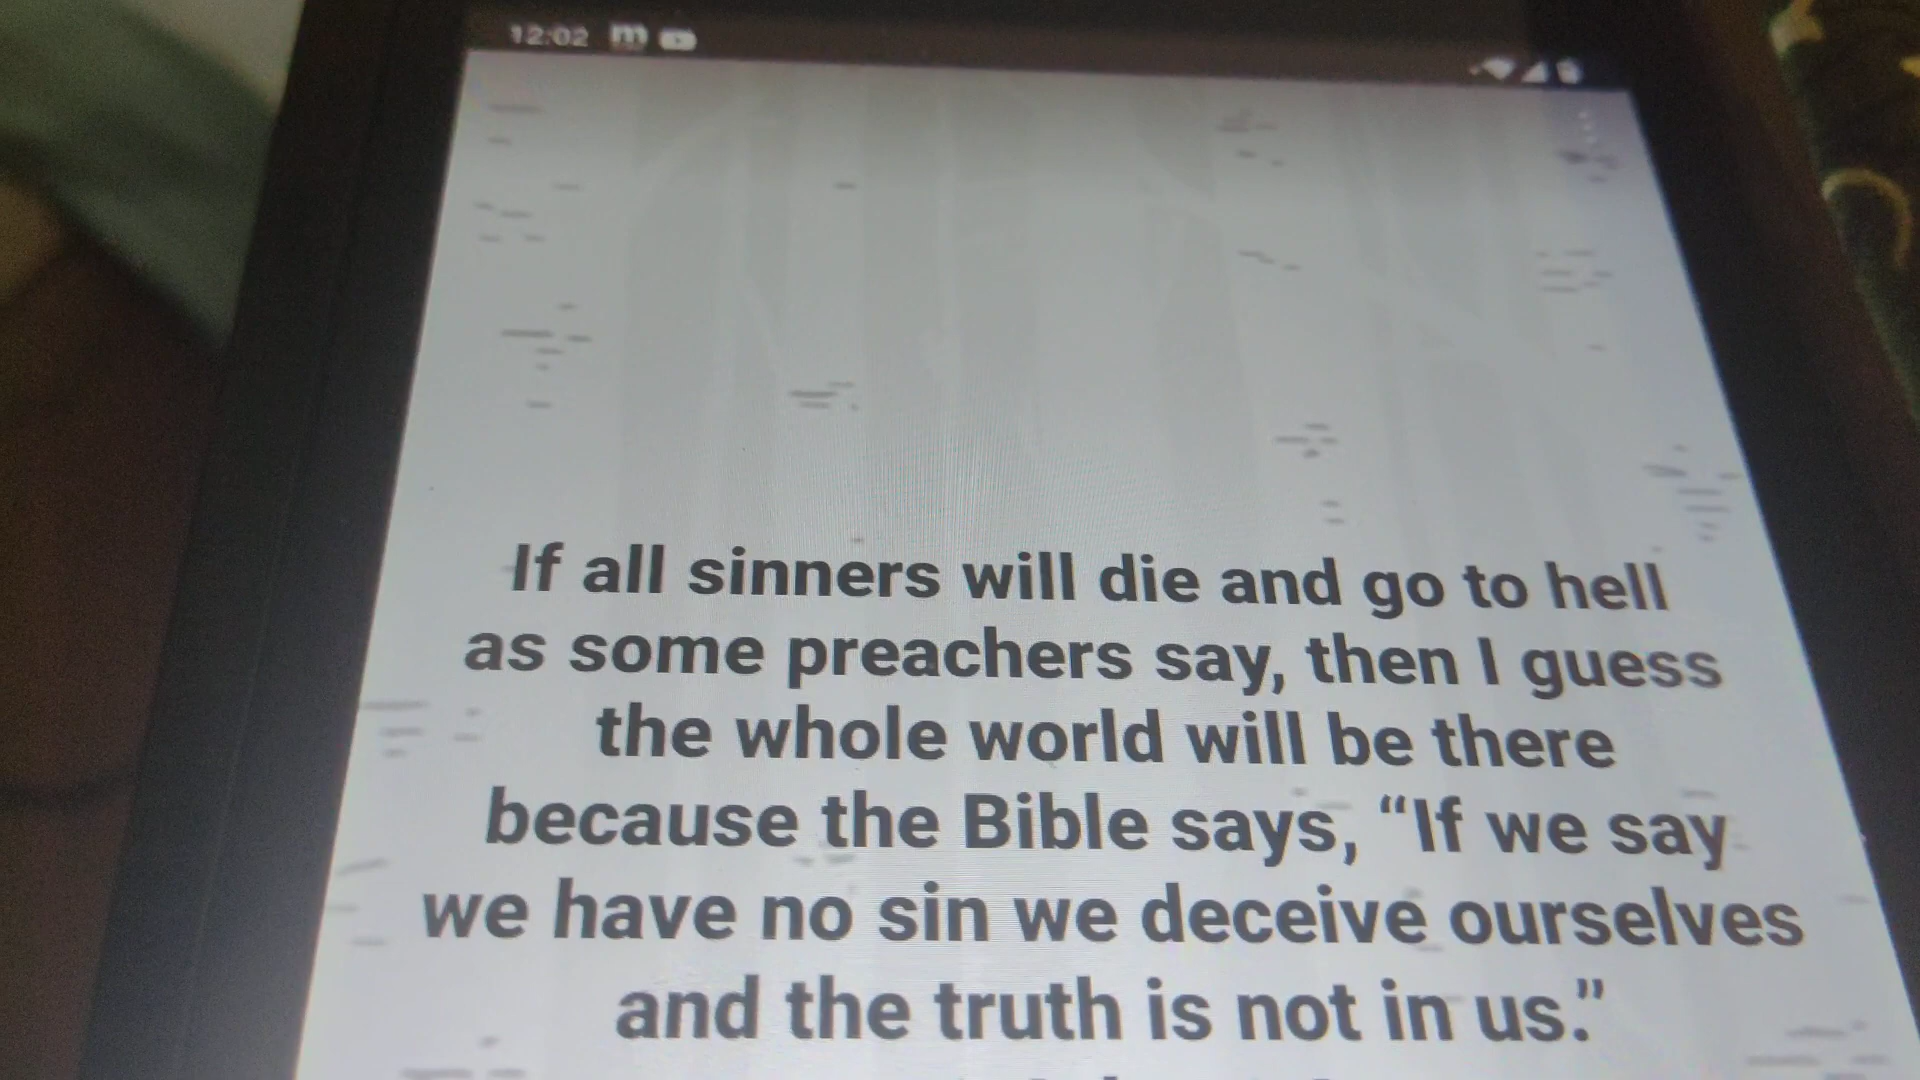 12:02 m
If all sinners will die and go to hell
as some preachers say, then I guess
the whole world will be there
because the Bible says, “If we say
we have no sin we deceive ourselves
and the truth is not in us.”